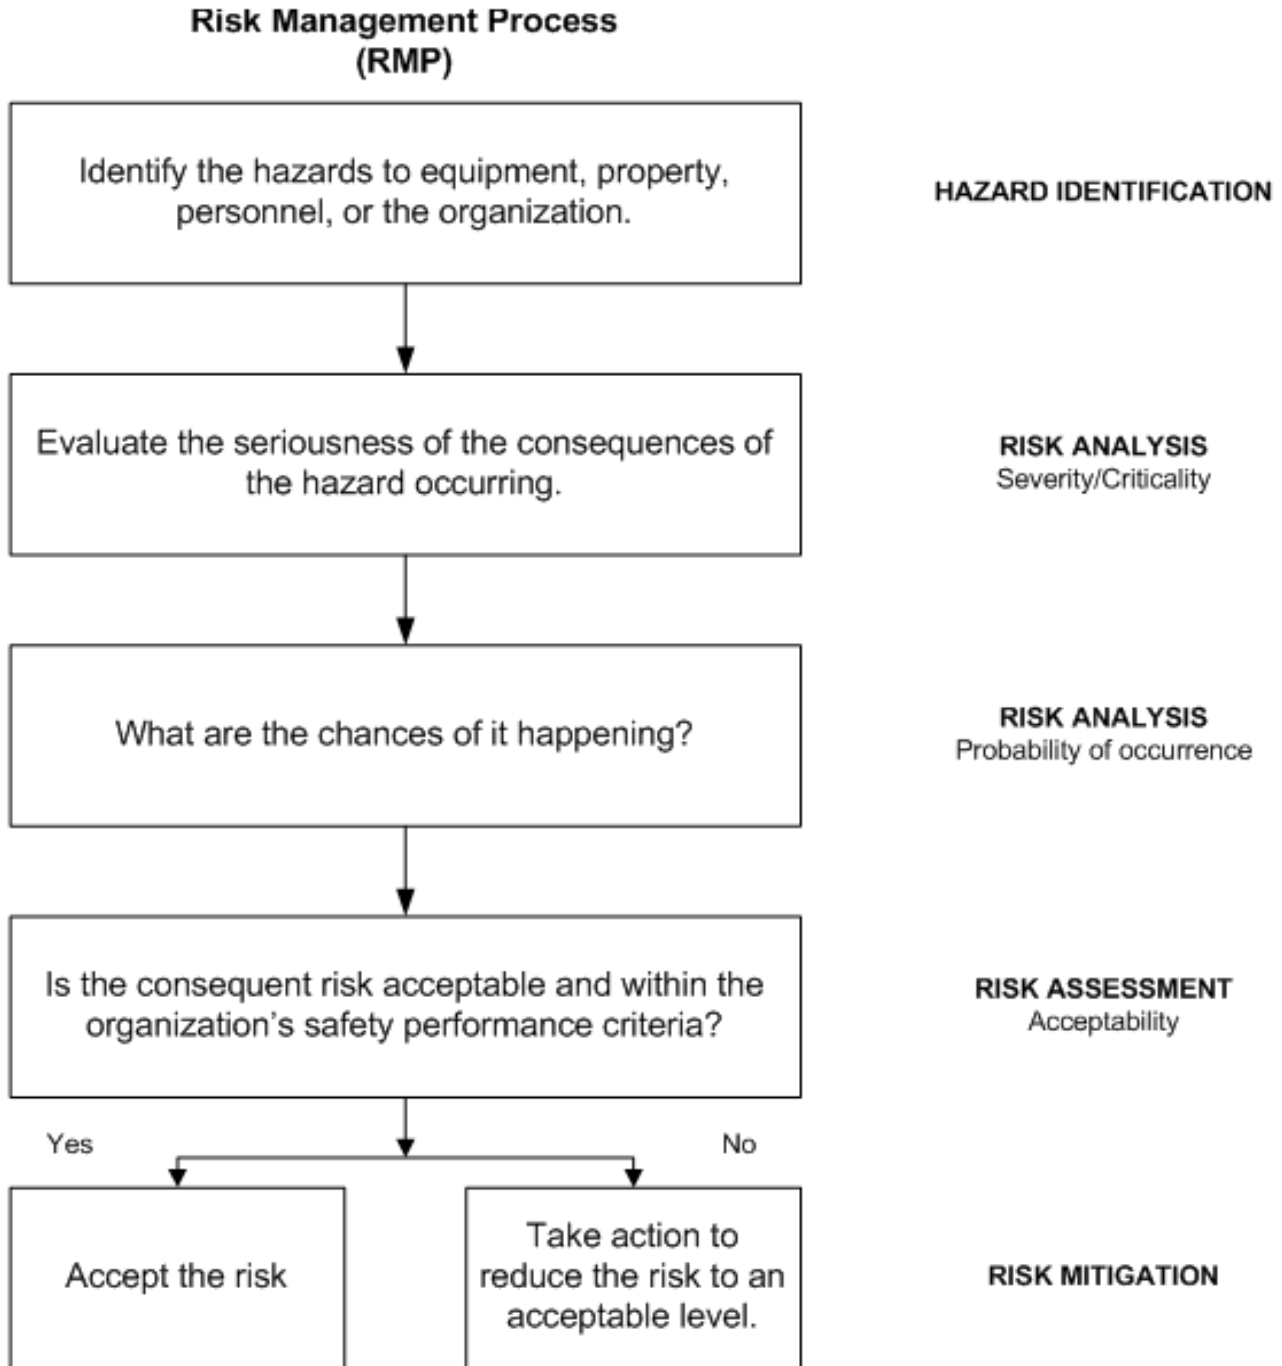 Risk Management Process
(RMP)
Identify the hazards to equipment, property,
personnel, or the organization.
HAZARD IDENTIFICATION
Evaluate the seriousness of the consequences of
the hazard occurring.
RISK ANALYSIS
Severity/Criticality
What are the chances of it happening?
RISK ANALYSIS
Probability of occurrence
Is the consequent risk acceptable and within the
organization’s safety performance criteria?
RISK ASSESSMENT
Acceptability
Yes
No
Accept the risk
Take action to
reduce the risk to an
acceptable level.
RISK MITIGATION